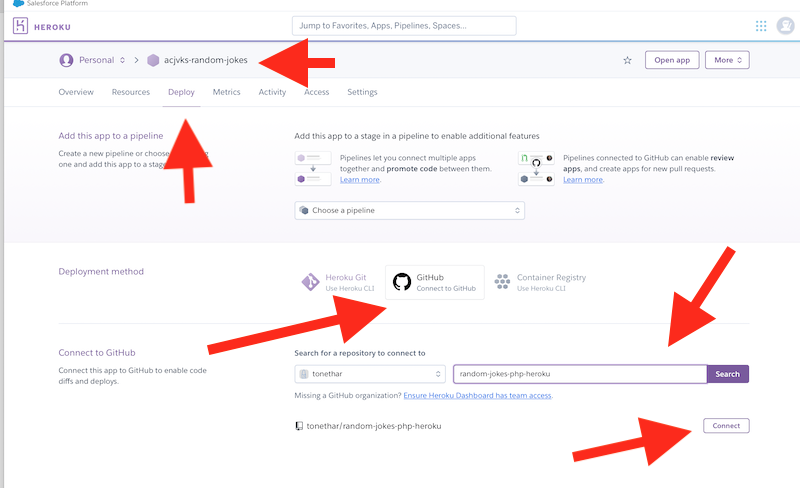 Salesforce Platform
HEROKU
Jump to Favorites, Apps, Pipelines, Spaces...
Personal
acjvks-random-jokes
Open app
More
Overview Resources Deploy Metrics Activity Access Settings
Add this app to a pipeline
Create a new pipeline or choose
one and add this app to a
Add this app to a stage in a pipeline to enable additional features
Pipelines let you connect multiple apps
together and promote code between them.
Learn more.
Pipelines connected to GitHub can enable review
apps, and create apps for new pull requests.
Learn more.
Choose a pipeline
Deployment method
Heroku Git
Use Heroku CLI
GitHub
Connect to GitHub
Container Registry
Use Heroku CLI
Connect to GitHub
Connect this app to GitHub to enable code
diffs and deploys.
Search for a repository to connect to
tonethar
random-jokes-php-heroku
Search
Missing a GitHub organization? Ensure Heroku Dashboard has team access.
tonethar/random-jokes-php-heroku
Connect